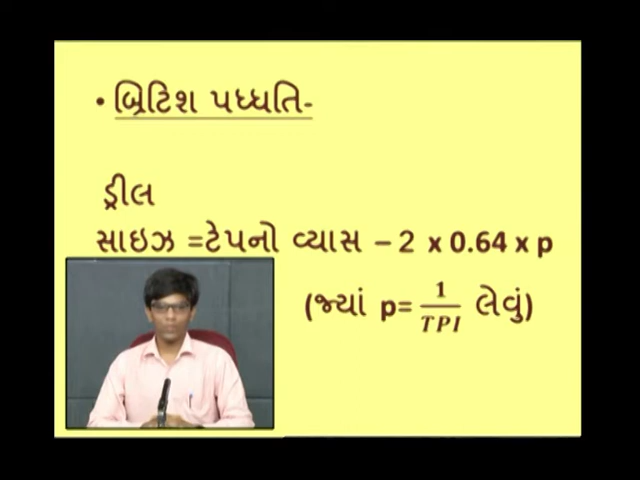 • બ્રિટિશ પધ્ધતિ-
ડ્રીલ
સાઇઝ =ટેપનો વ્યાસ – 2 x 0.64 x p
(જ્યાં p= 1/TPI લેવું)